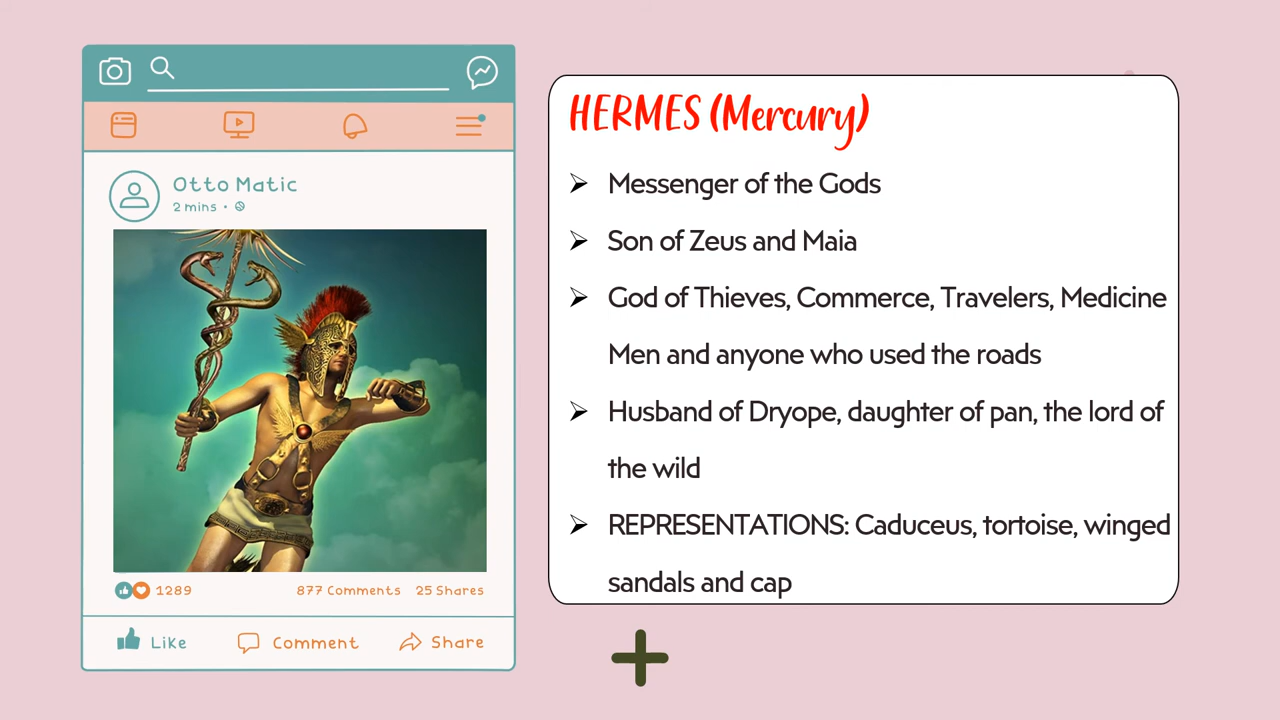 Otto Matic
2 mins •
1289 877 Comments 25 Shares
Like Comment Share
HERMES (Mercury)
➢ Messenger of the Gods
➢ Son of Zeus and Maia
➢ God of Thieves, Commerce, Travelers, Medicine
Men and anyone who used the roads
➢ Husband of Dryope, daughter of pan, the lord of
the wild
➢ REPRESENTATIONS: Caduceus, tortoise, winged
sandals and cap